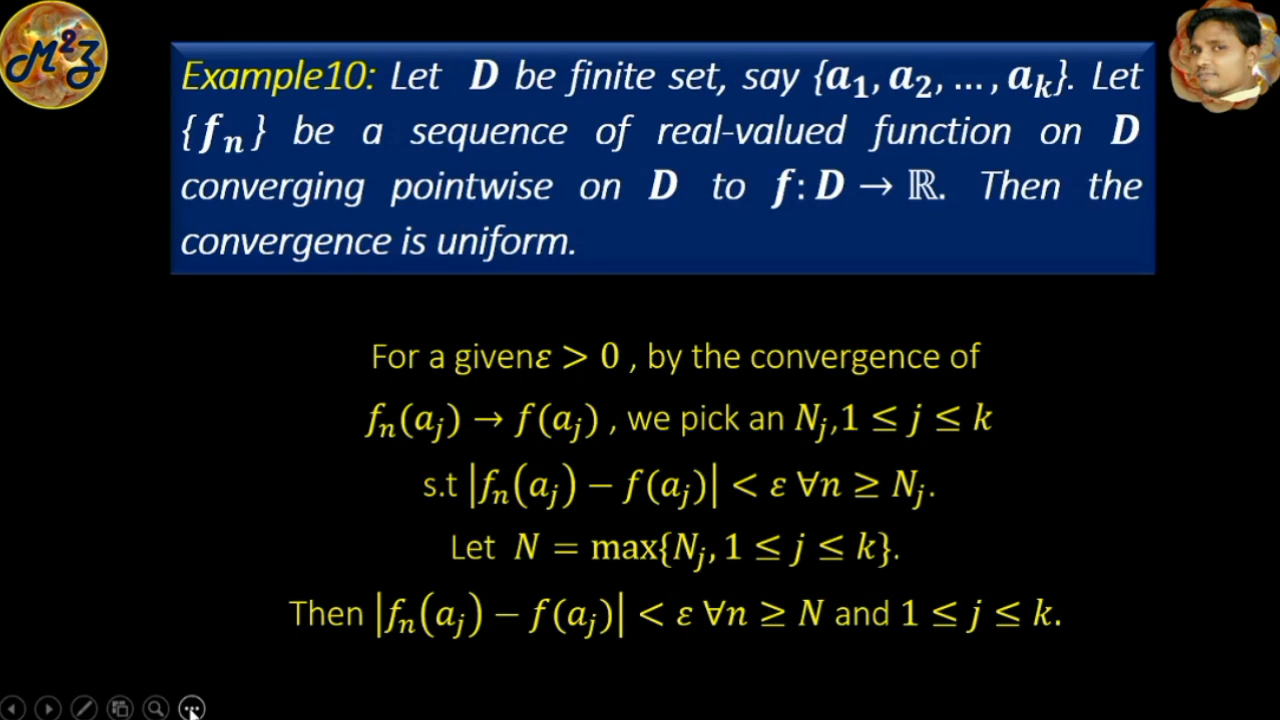 M²Z
Example10: Let D be finite set, say {a₁, a₂, ..., aₖ}. Let
{fₙ} be a sequence of real-valued function on D
converging pointwise on D to f: D → ℝ. Then the
convergence is uniform.
For a givenε > 0 , by the convergence of
fₙ(aⱼ) → f(aⱼ) , we pick an Nⱼ,1 ≤ j ≤ k
s.t |fₙ(aⱼ) − f(aⱼ)| < ε ∀n ≥ Nⱼ.
Let N = max{Nⱼ, 1 ≤ j ≤ k}.
Then |fₙ(aⱼ) − f(aⱼ)| < ε ∀n ≥ N and 1 ≤ j ≤ k.